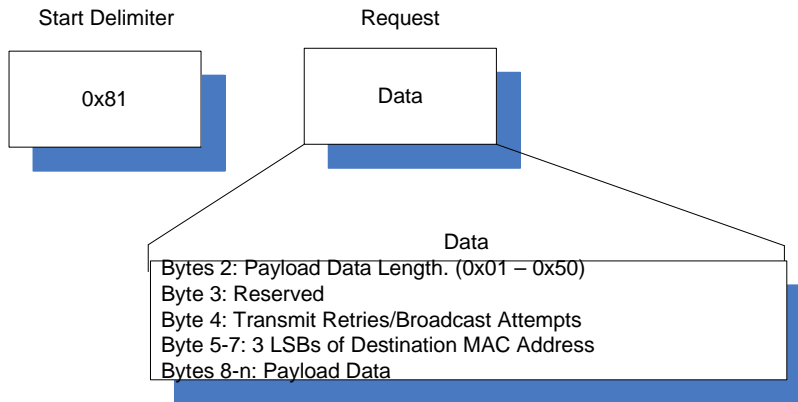 Start Delimiter
Request
0x81
Data
Data
Bytes 2: Payload Data Length. (0x01 – 0x50)
Byte 3: Reserved
Byte 4: Transmit Retries/Broadcast Attempts
Byte 5-7: 3 LSBs of Destination MAC Address
Bytes 8-n: Payload Data